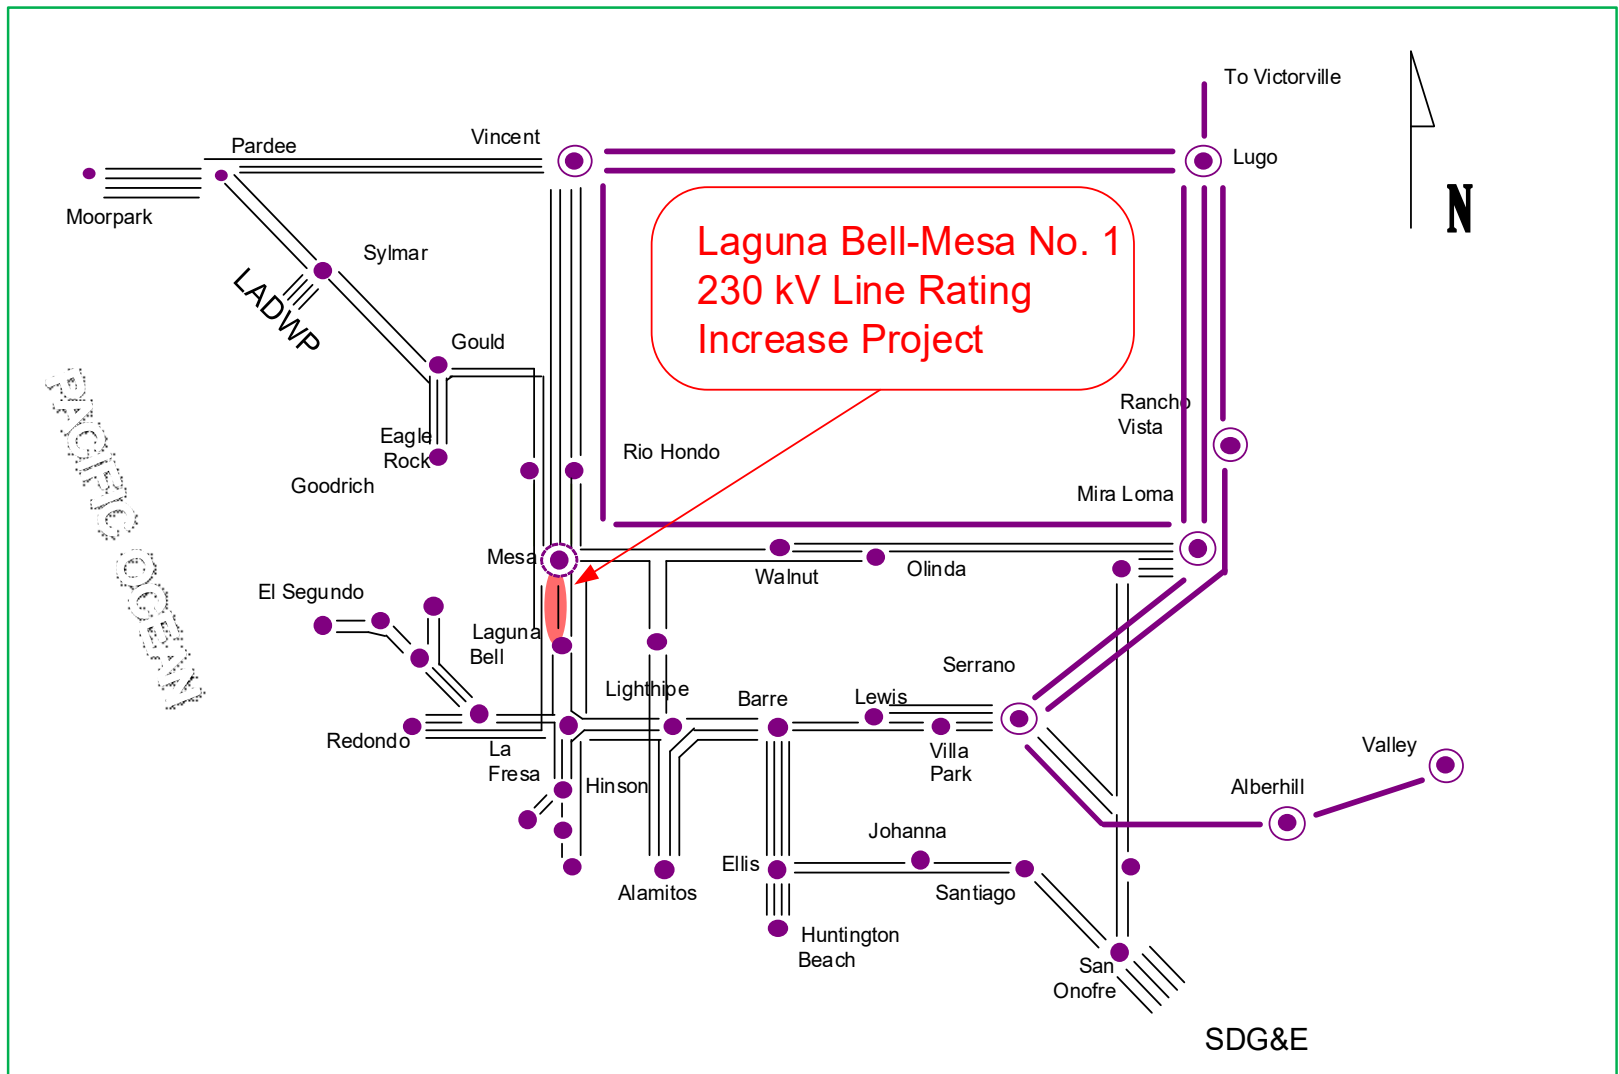 To Victorville
Vincent
Pardee
Lugo
Moorpark
N
Sylmar
Laguna Bell-Mesa No. 1
230 kV Line Rating
Increase Project
LADWP
Gould
PACIFIC OCEAN
Rancho
Vista
Eagle
Rock
Rio Hondo
Goodrich
Mira Loma
Mesa
Walnut
Olinda
El Segundo
Laguna
Bell
Serrano
Lighthipe
Barre
Lewis
Redondo
La
Fresa
Villa
Park
Valley
Hinson
Alberhill
Johanna
Ellis
Alamitos
Santiago
Huntington
Beach
San
Onofre
SDG&E